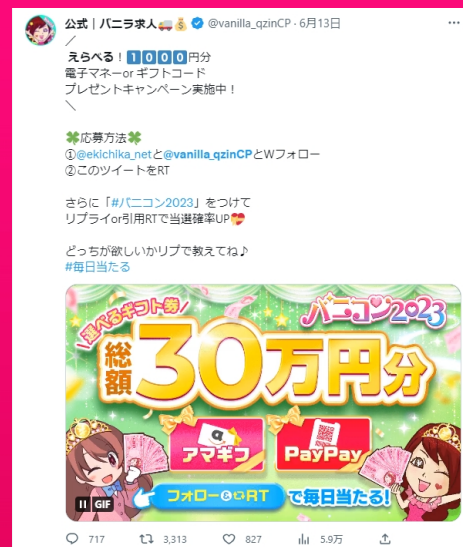 公式｜バニラ求人🚛💰 @vanilla_qzinCP · 6月13日 …
／
えらべる！1️⃣0️⃣0️⃣0️⃣円分
電子マネーor ギフトコード
プレゼントキャンペーン実施中！
＼
🍀応募方法🍀
①@ekichika_netと@vanilla_qzinCPとWフォロー
②このツイートをRT
さらに「#バニコン2023」をつけて
リプライor引用RTで当選確率UP💝
どっちが欲しいかリプで教えてね♪
#毎日当たる
選べるギフト券
バニコン2023
総額30万円分
a
アマギフ
PayPay
フォロー&RT で毎日当たる!
GIF
717 3,313 827 5.9万